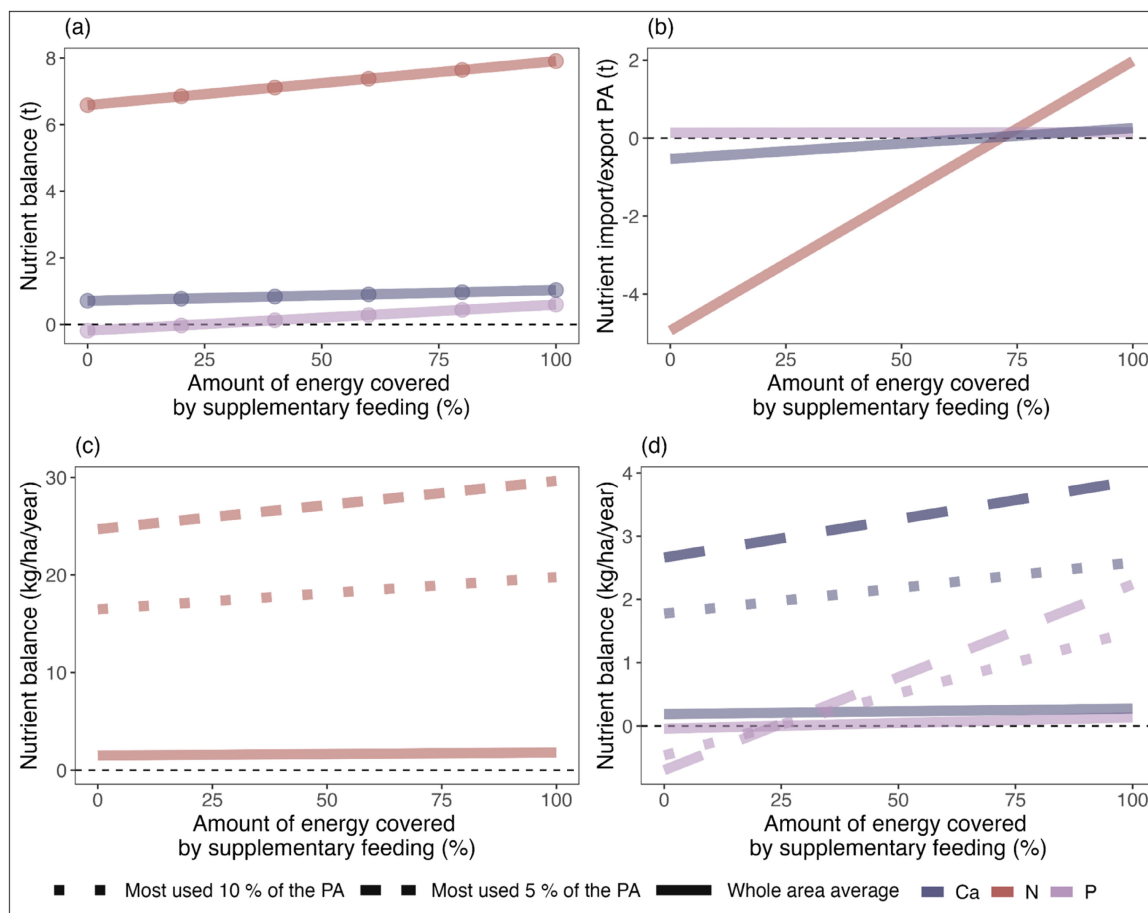 (a)
Nutrient balance (t)
8
6
4
2
0
0 25 50 75 100
Amount of energy covered
by supplementary feeding (%)
(b)
Nutrient import/export PA (t)
2
0
-2
-4
0 25 50 75 100
Amount of energy covered
by supplementary feeding (%)
(c)
Nutrient balance (kg/ha/year)
30
20
10
0
0 25 50 75 100
Amount of energy covered
by supplementary feeding (%)
(d)
Nutrient balance (kg/ha/year)
4
3
2
1
0
0 25 50 75 100
Amount of energy covered
by supplementary feeding (%)
Most used 10 % of the PA Most used 5 % of the PA Whole area average Ca N P